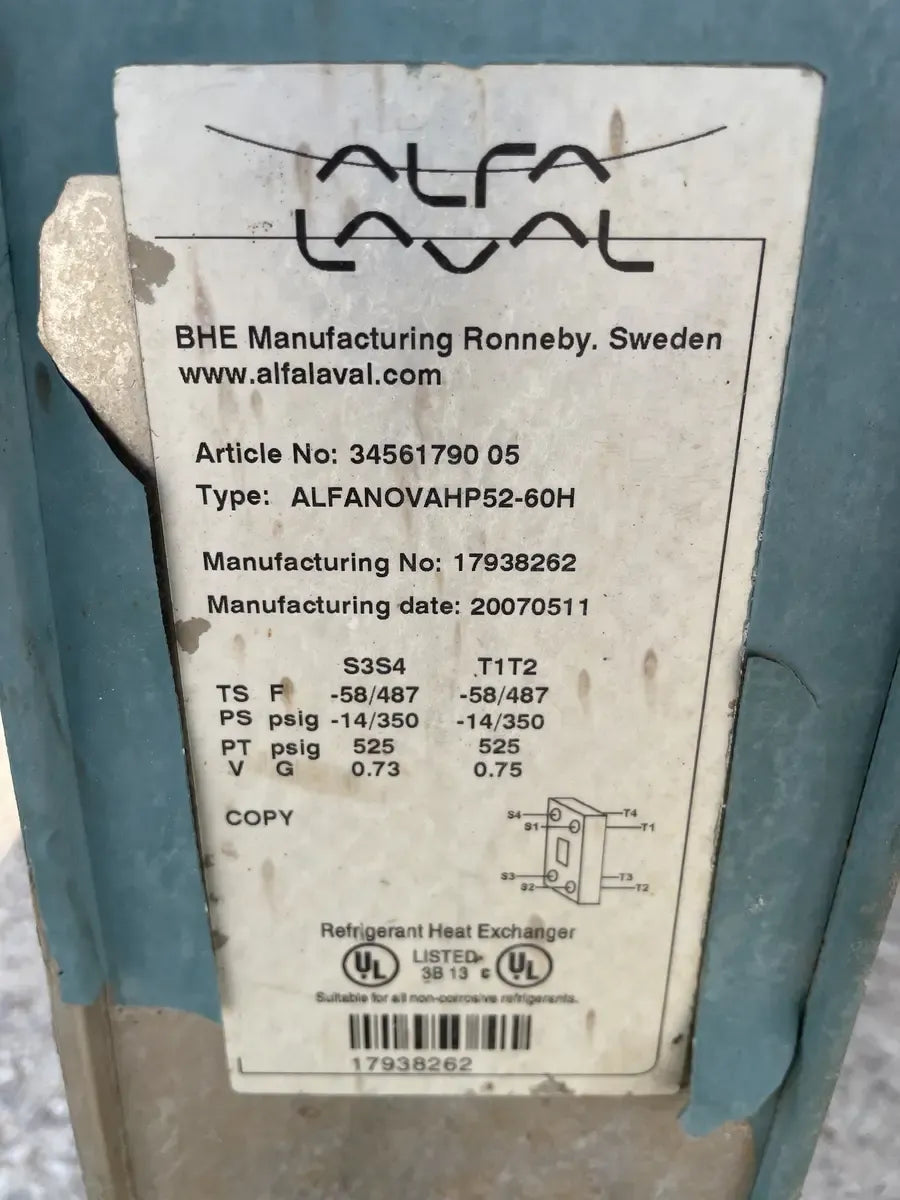 ALFA
LAVAL
BHE Manufacturing Ronneby. Sweden
www.alfalaval.com
Article No: 34561790 05
Type: ALFANOVAHP52-60H
Manufacturing No: 17938262
Manufacturing date: 20070511
S3S4 T1T2
TS F -58/487 -58/487
PS psig -14/350 -14/350
PT psig 525 525
V G 0.73 0.75
COPY
S4 T4
S1 T1
S3 T3
S2 T2
Refrigerant Heat Exchanger
UL LISTED c UL
3B 13
Suitable for all non-corrosive refrigerants.
17938262